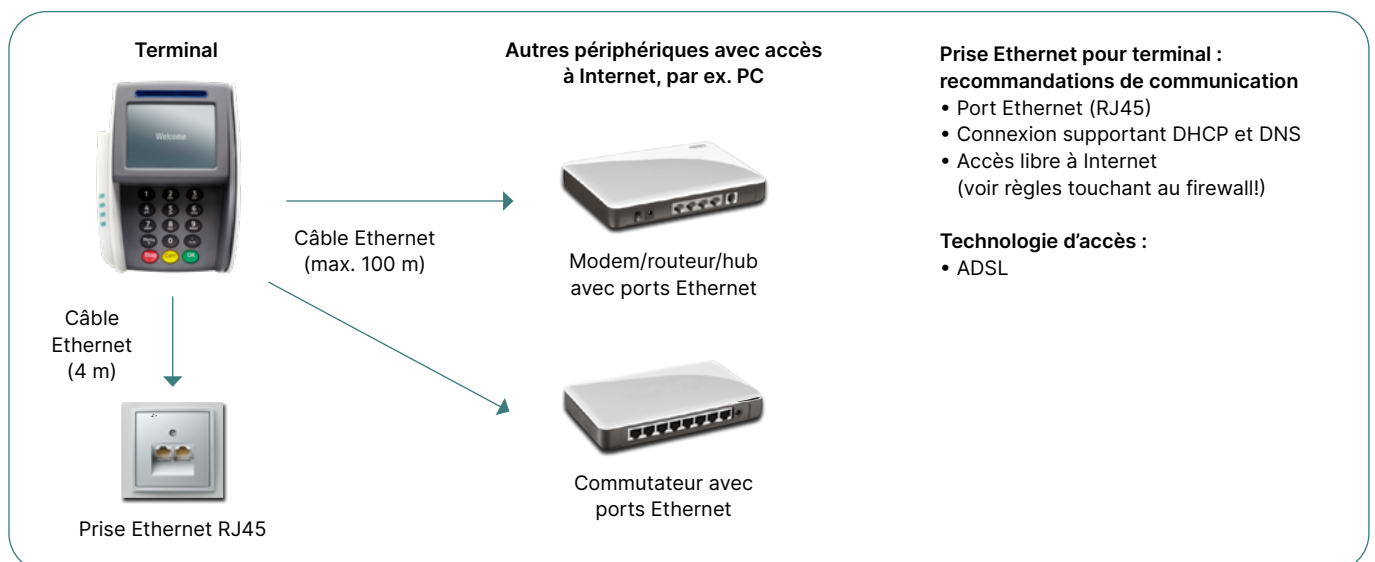 Terminal
Welcome
Câble Ethernet
(max. 100 m)
Câble
Ethernet
(4 m)
Prise Ethernet RJ45
Autres périphériques avec accès
à Internet, par ex. PC
Modem/routeur/hub
avec ports Ethernet
Commutateur avec
ports Ethernet
Prise Ethernet pour terminal :
recommandations de communication
• Port Ethernet (RJ45)
• Connexion supportant DHCP et DNS
• Accès libre à Internet
(voir règles touchant au firewall!)
Technologie d’accès :
• ADSL